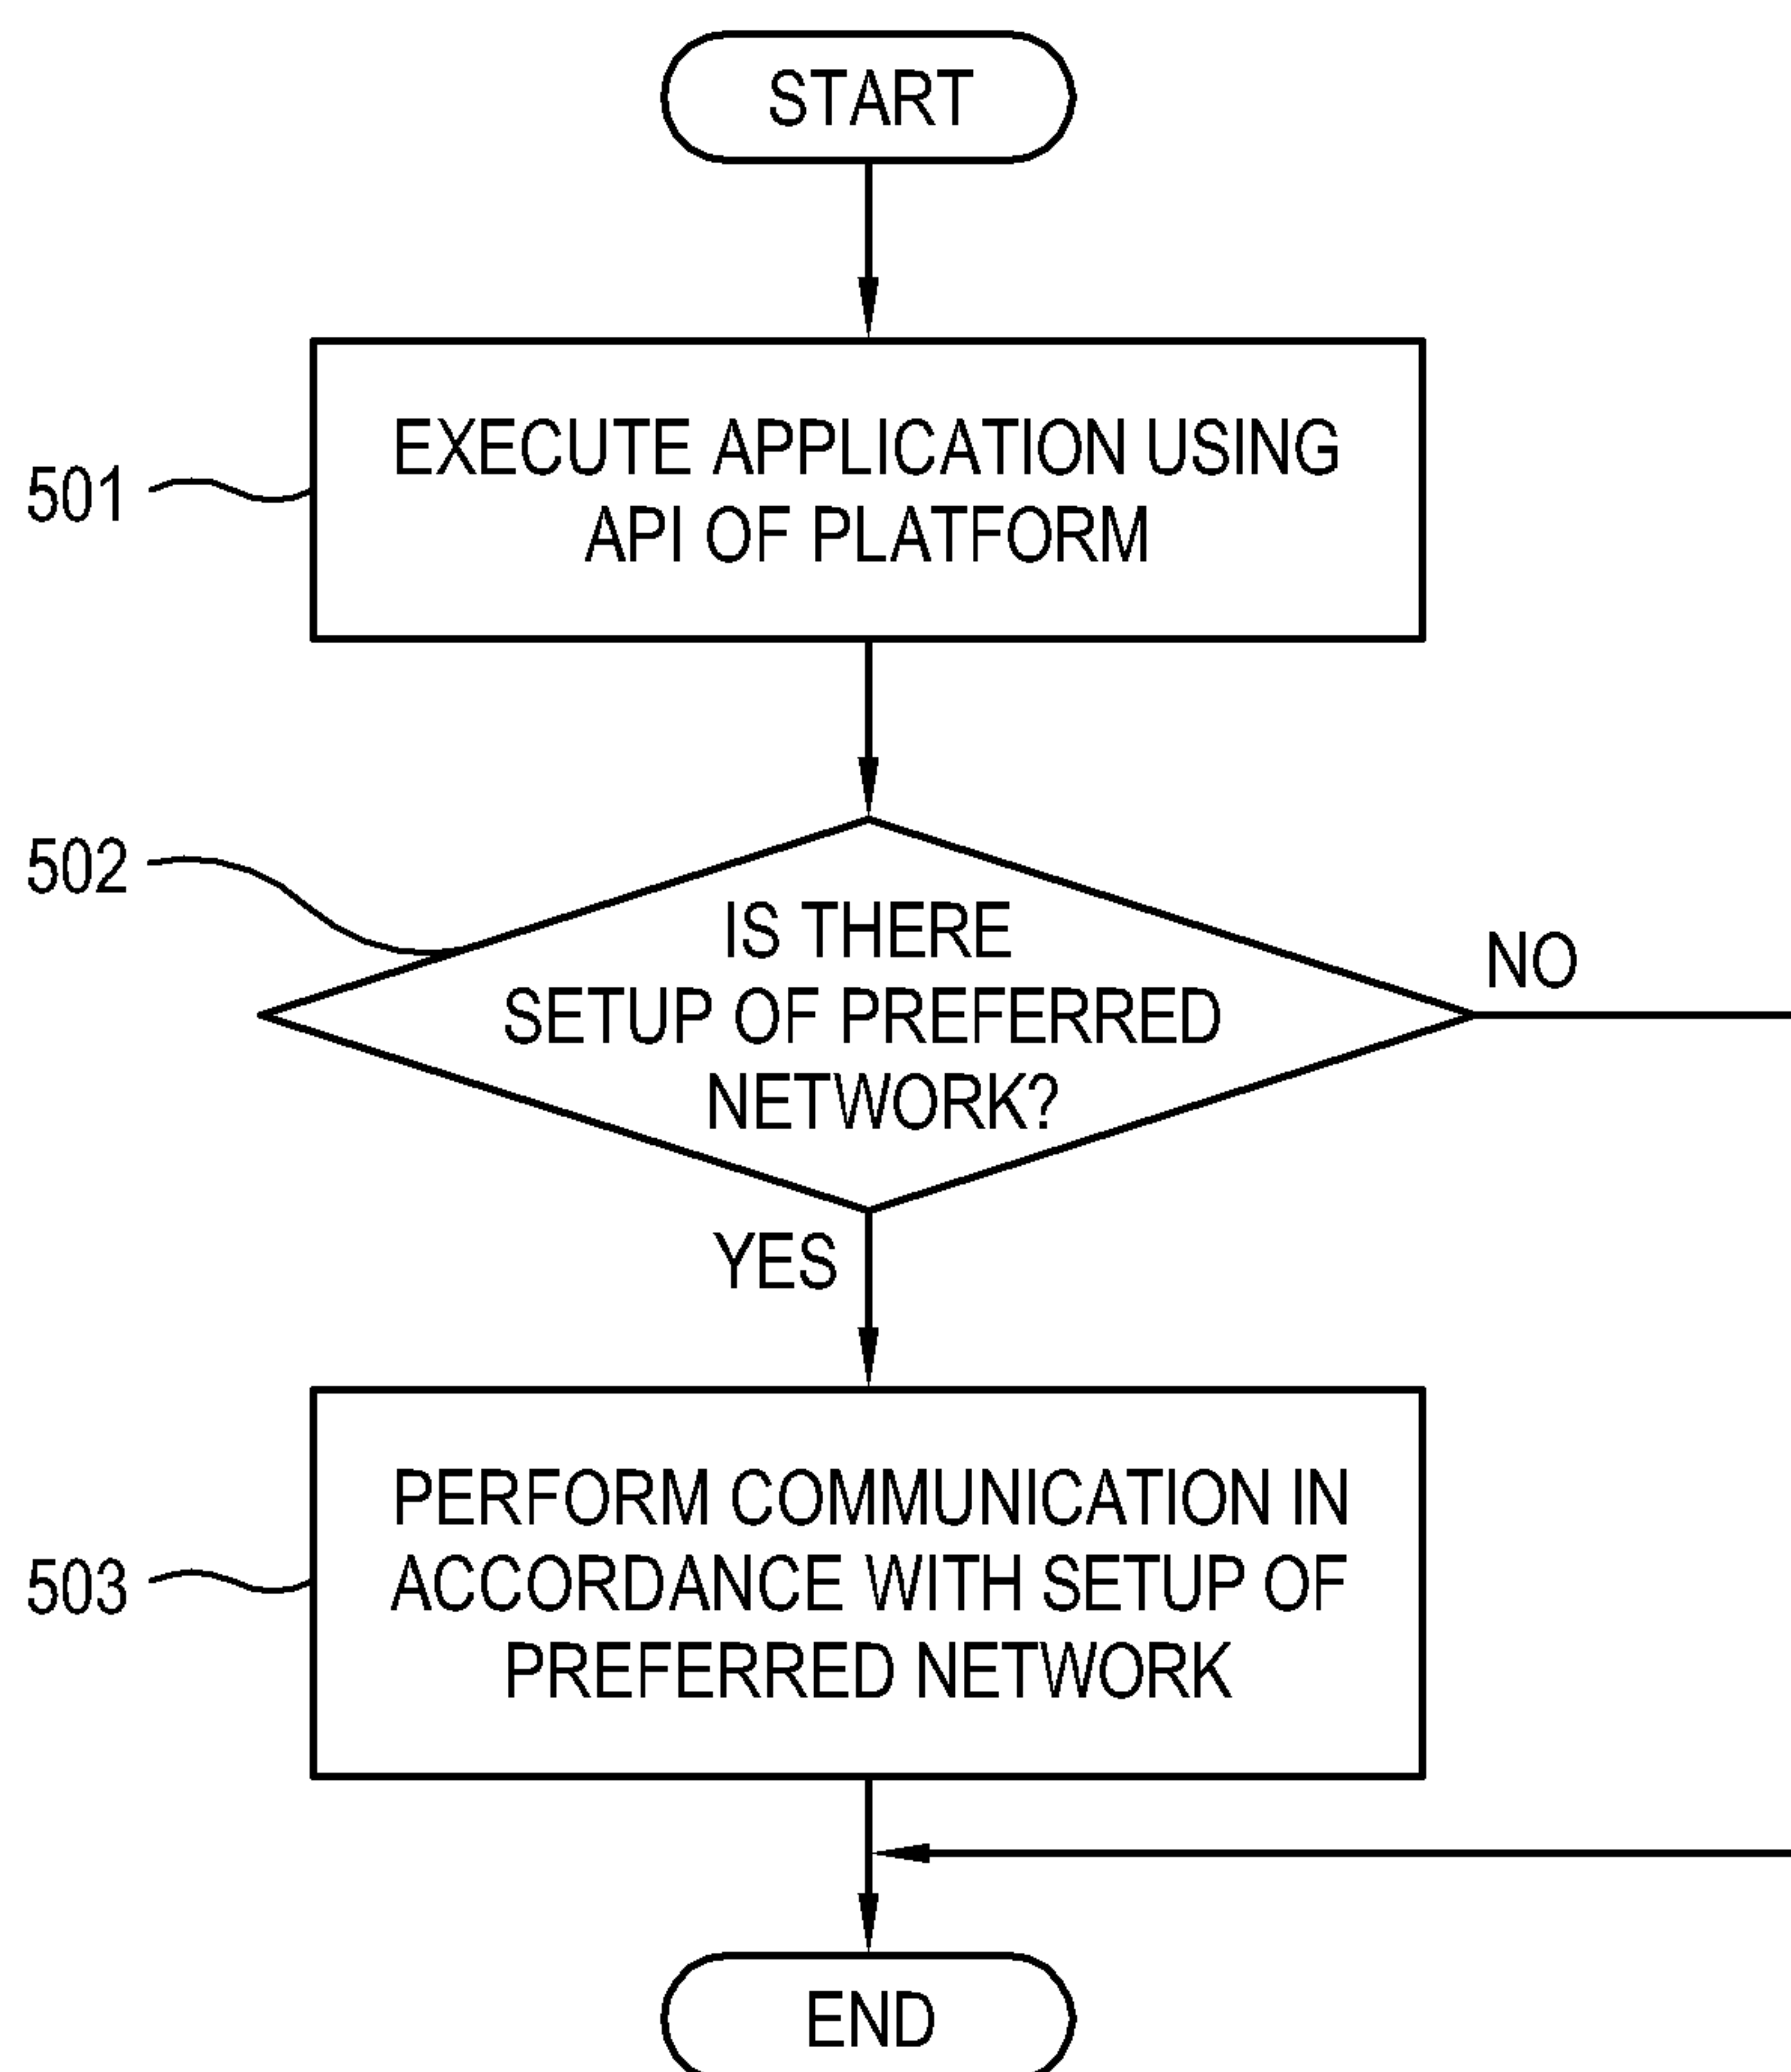 START
501
EXECUTE APPLICATION USING
API OF PLATFORM
502
IS THERE
SETUP OF PREFERRED
NETWORK?
NO
YES
503
PERFORM COMMUNICATION IN
ACCORDANCE WITH SETUP OF
PREFERRED NETWORK
END